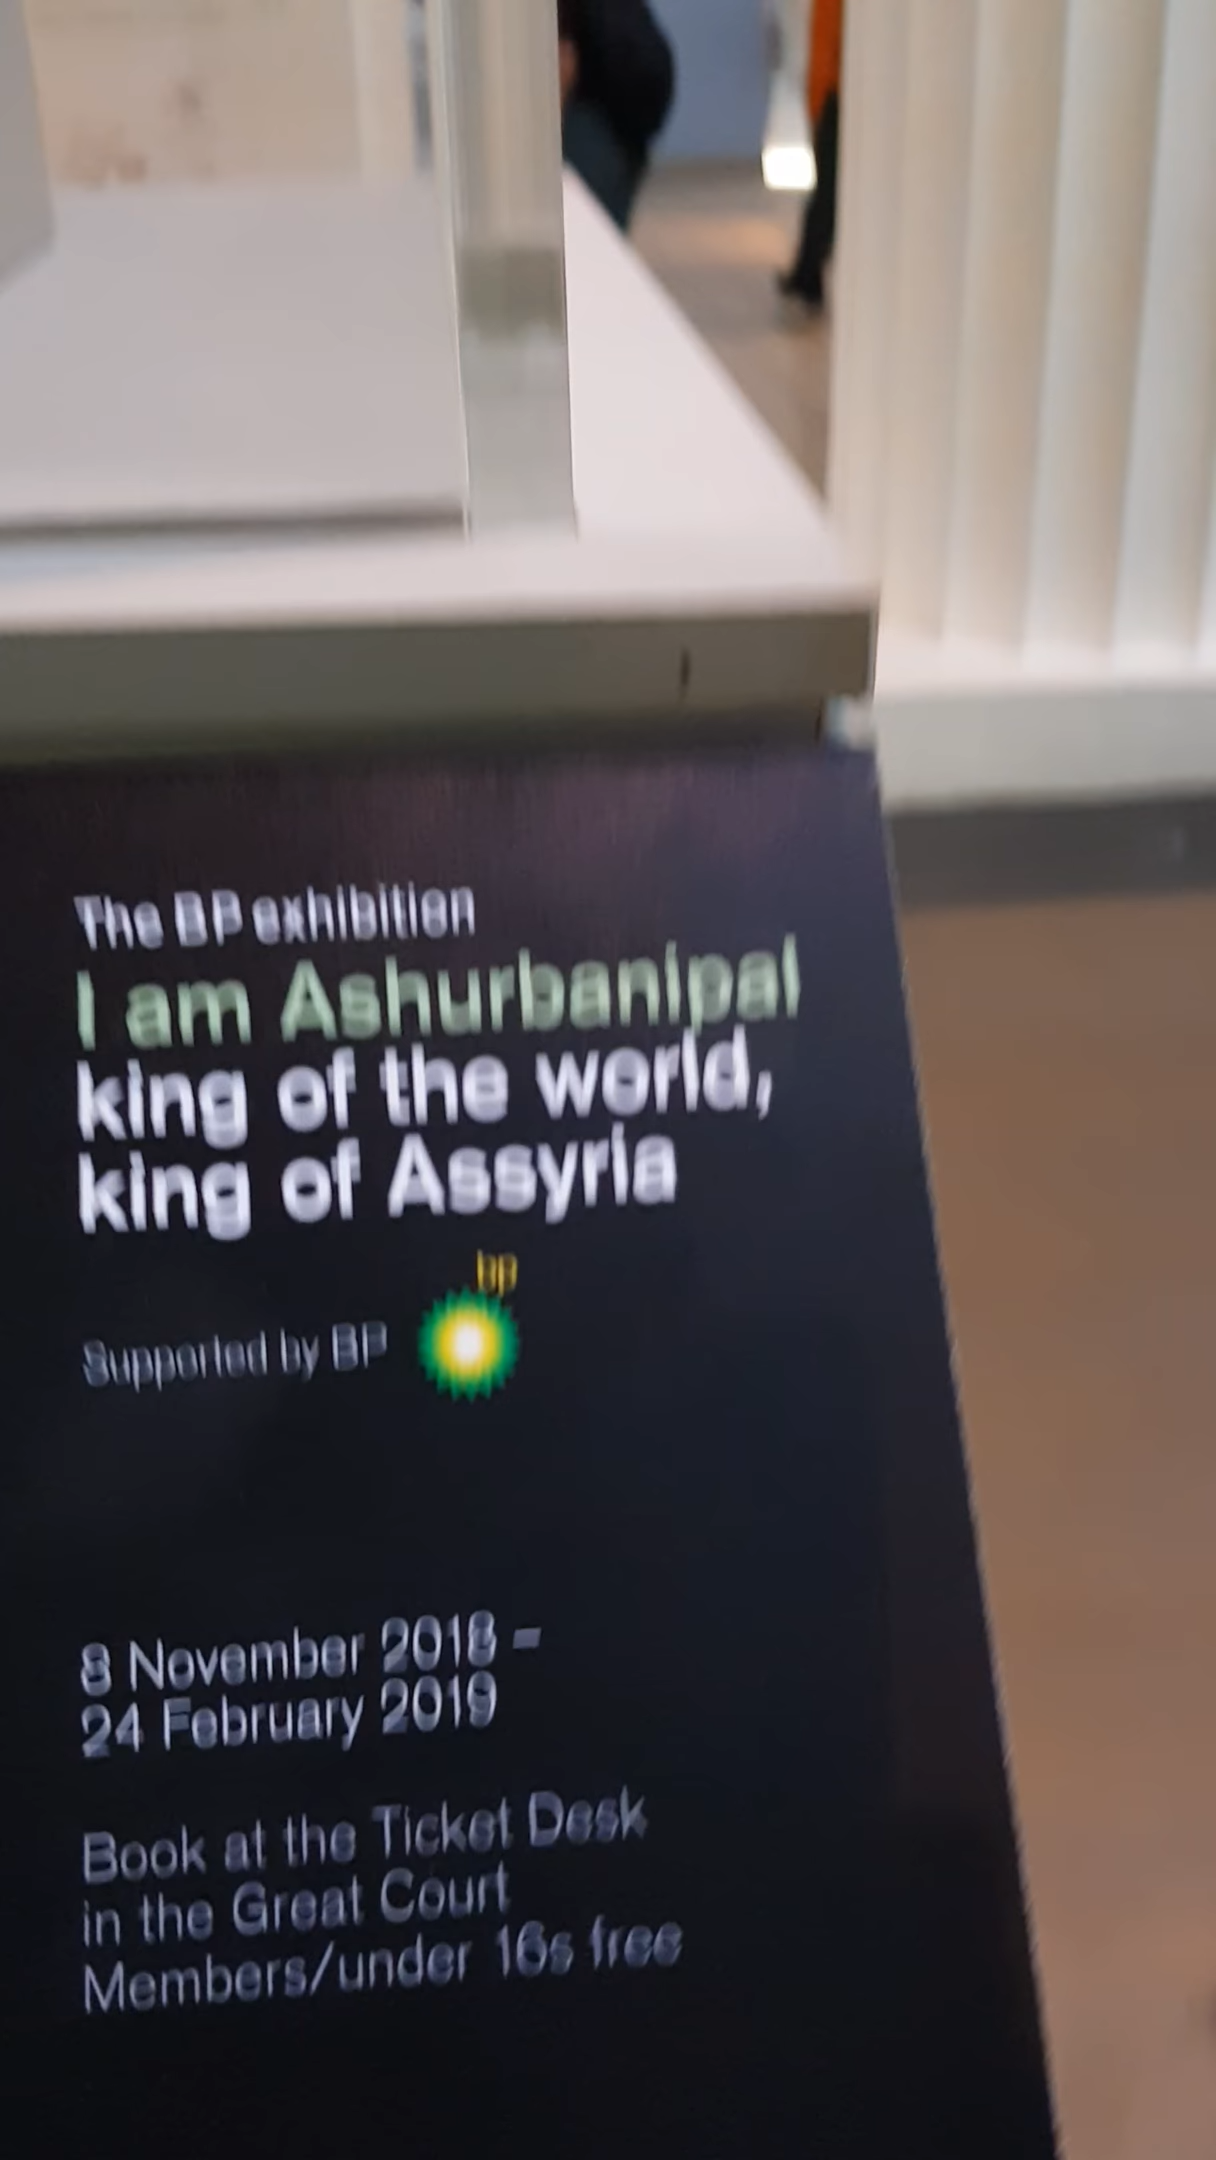 The BP exhibition
I am Ashurbanipal
king of the world,
king of Assyria
bp
Supported by BP
8 November 2018 –
24 February 2019
Book at the Ticket Desk
in the Great Court
Members/under 16s free